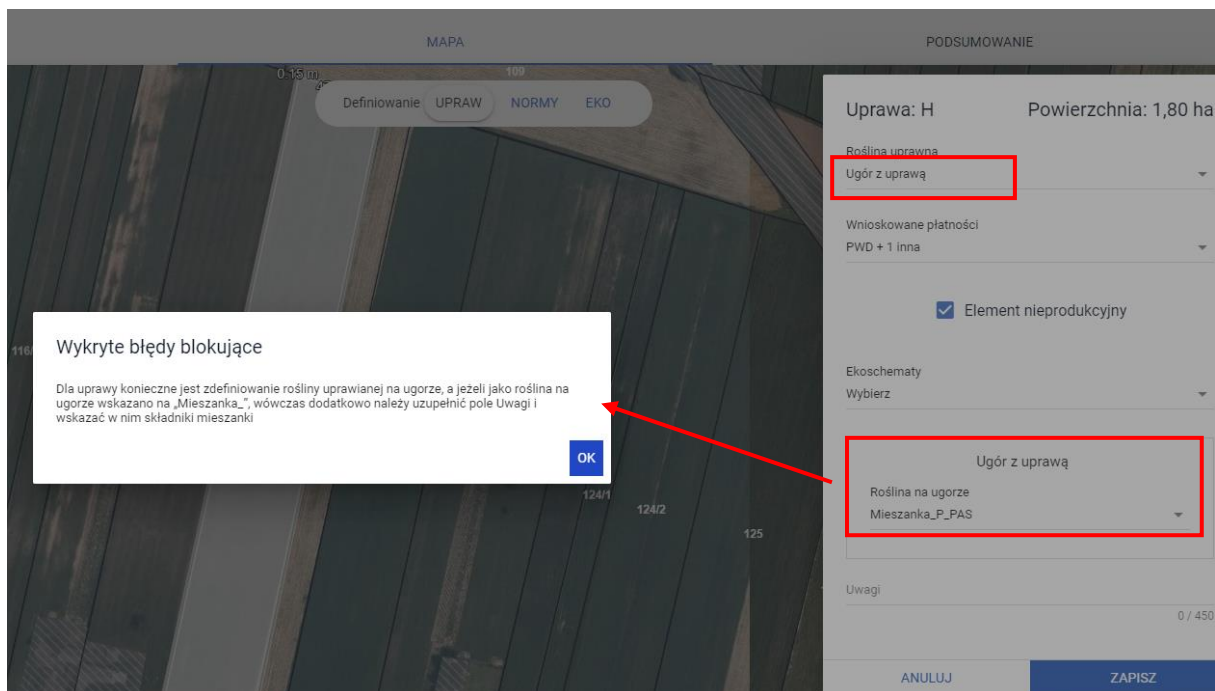 MAPA
PODSUMOWANIE
0 15 m
109
Definiowanie UPRAW NORMY EKO
Uprawa: H Powierzchnia: 1,80 ha
Roślina uprawna
Ugór z uprawą
Wnioskowane płatności
PWD + 1 inna
Element nieprodukcyjny
116/
Wykryte błędy blokujące
Dla uprawy konieczne jest zdefiniowanie rośliny uprawianej na ugorze, a jeżeli jako roślina na
ugorze wskazano na „Mieszanka_”, wówczas dodatkowo należy uzupełnić pole Uwagi i
wskazać w nim składniki mieszanki
OK
Ekoschematy
Wybierz
Ugór z uprawą
Roślina na ugorze
Mieszanka_P_PAS
124/1
124/2
125
Uwagi
0 / 450
ANULUJ ZAPISZ